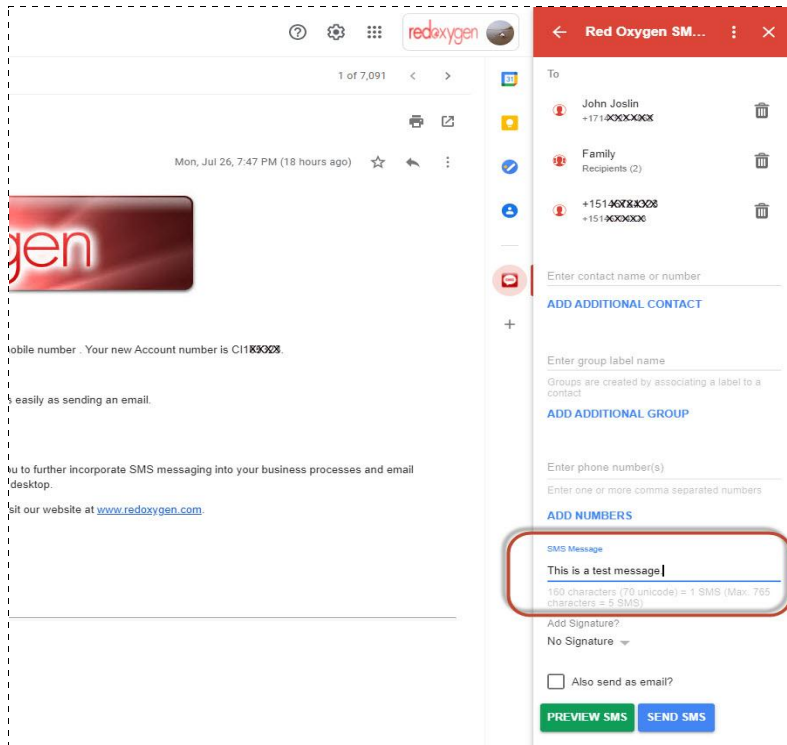 redoxygen
1 of 7,091
Mon, Jul 26, 7:47 PM (18 hours ago)
gen
obile number . Your new Account number is CI1
s easily as sending an email.
ou to further incorporate SMS messaging into your business processes and email
desktop.
sit our website at www.redoxygen.com.
31
Red Oxygen SM...
To
John Joslin
+1714
Family
Recipients (2)
+1514
+1514
Enter contact name or number
ADD ADDITIONAL CONTACT
Enter group label name
Groups are created by associating a label to a
contact
ADD ADDITIONAL GROUP
Enter phone number(s)
Enter one or more comma separated numbers
ADD NUMBERS
SMS Message
This is a test message
160 characters (70 unicode) = 1 SMS (Max. 765
characters = 5 SMS)
Add Signature?
No Signature
Also send as email?
PREVIEW SMS
SEND SMS